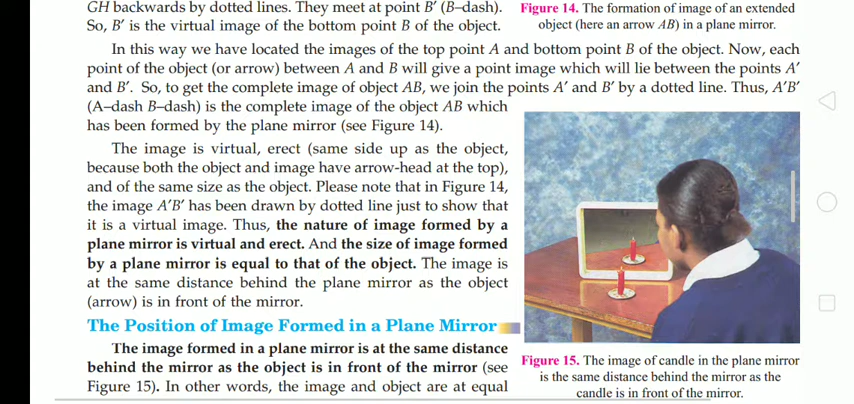 GH backwards by dotted lines. They meet at point B′ (B–dash).
So, B′ is the virtual image of the bottom point B of the object.
Figure 14. The formation of image of an extended
object (here an arrow AB) in a plane mirror.
In this way we have located the images of the top point A and bottom point B of the object. Now, each
point of the object (or arrow) between A and B will give a point image which will lie between the points A′
and B′. So, to get the complete image of object AB, we join the points A′ and B′ by a dotted line. Thus, A′B′
(A–dash B–dash) is the complete image of the object AB which
has been formed by the plane mirror (see Figure 14).
The image is virtual, erect (same side up as the object,
because both the object and image have arrow-head at the top),
and of the same size as the object. Please note that in Figure 14,
the image A′B′ has been drawn by dotted line just to show that
it is a virtual image. Thus, the nature of image formed by a
plane mirror is virtual and erect. And the size of image formed
by a plane mirror is equal to that of the object. The image is
at the same distance behind the plane mirror as the object
(arrow) is in front of the mirror.
The Position of Image Formed in a Plane Mirror
The image formed in a plane mirror is at the same distance
behind the mirror as the object is in front of the mirror (see
Figure 15). In other words, the image and object are at equal
Figure 15. The image of candle in the plane mirror
is the same distance behind the mirror as the
candle is in front of the mirror.